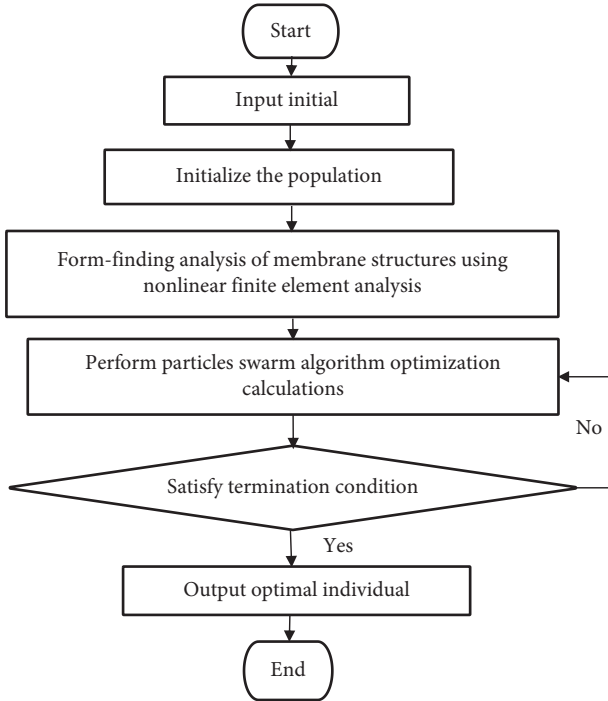 Start
Input initial
Initialize the population
Form-finding analysis of membrane structures using
nonlinear finite element analysis
Perform particles swarm algorithm optimization
calculations
No
Satisfy termination condition
Yes
Output optimal individual
End